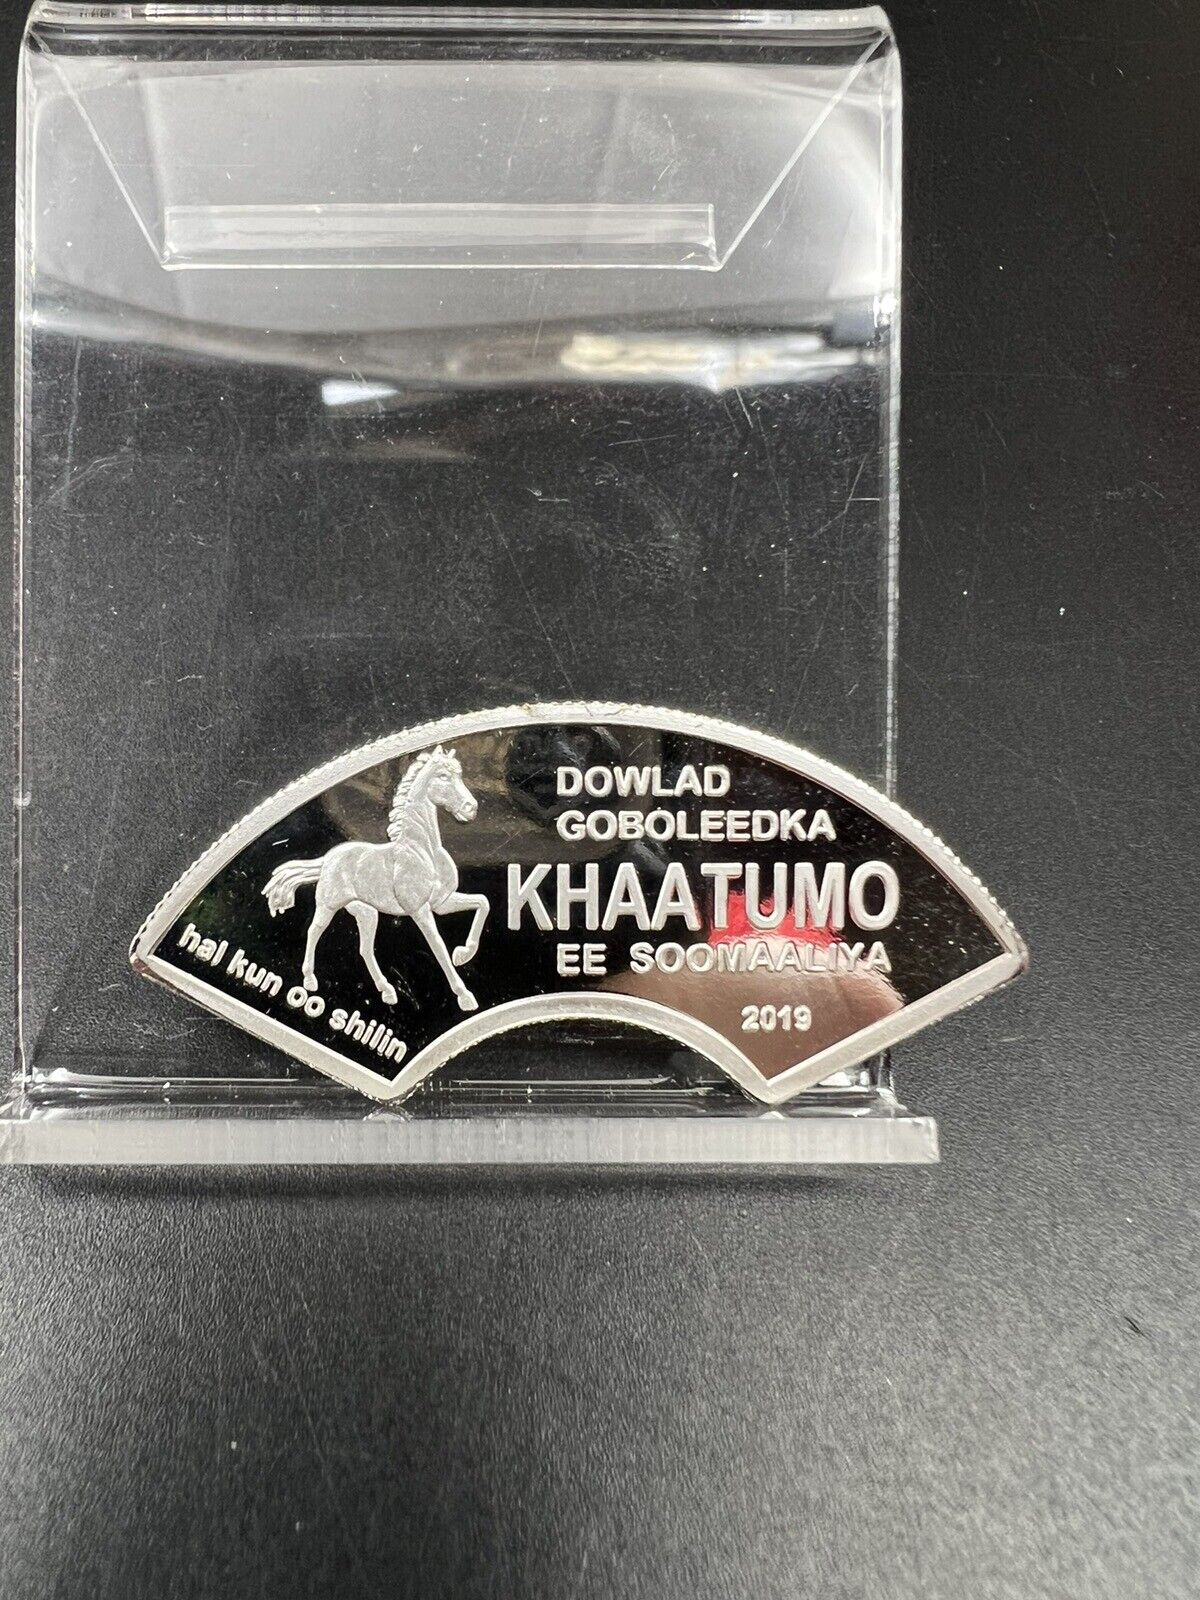 DOWLAD
GOBOLEEDKA
KHAATUMO
EE SOOMAALIYA
2019
hal kun oo shilin